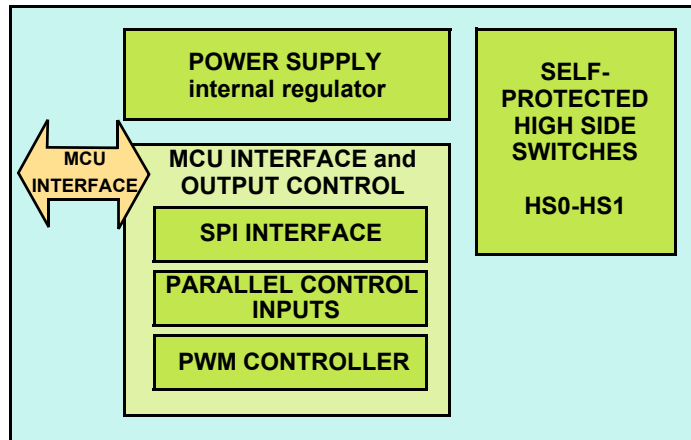 POWER SUPPLY
internal regulator
SELF-
PROTECTED
HIGH SIDE
SWITCHES
HS0-HS1
MCU
INTERFACE
MCU INTERFACE and
OUTPUT CONTROL
SPI INTERFACE
PARALLEL CONTROL
INPUTS
PWM CONTROLLER